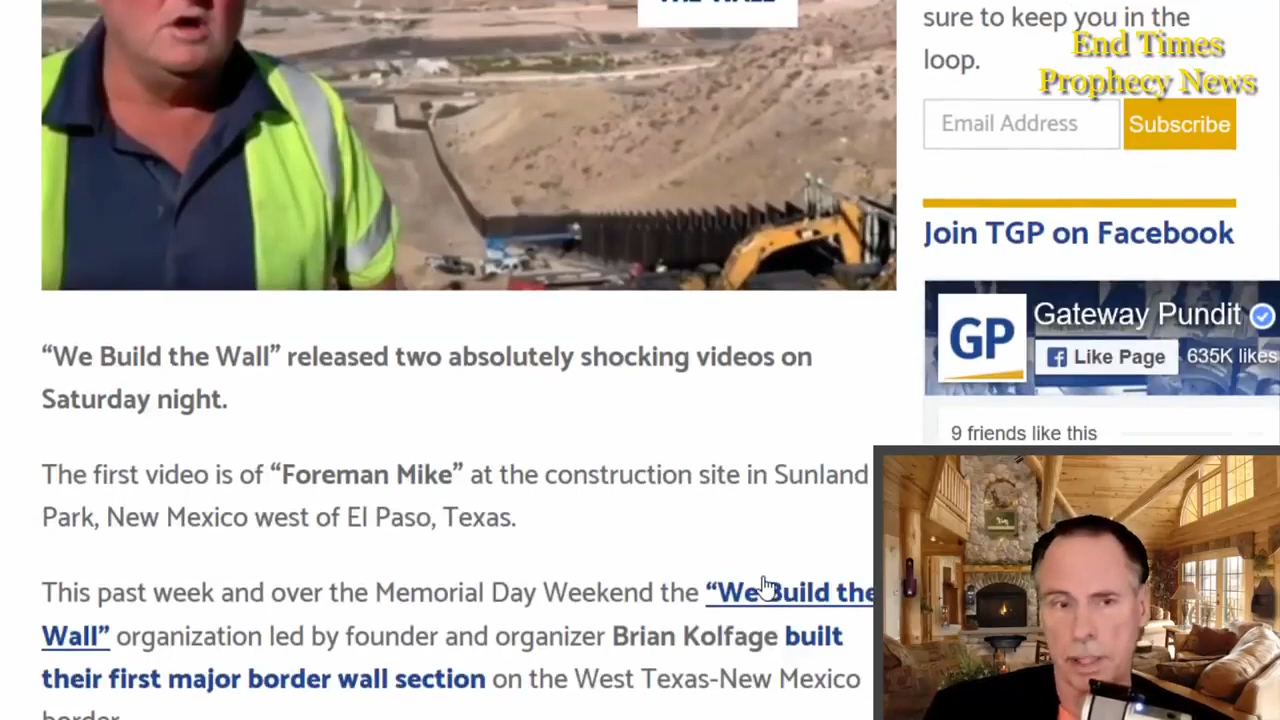 sure to keep you in the
loop.
End Times
Prophecy News
Email Address
Subscribe
Join TGP on Facebook
GP
Gateway Pundit
Like Page
635K likes
9 friends like this
“We Build the Wall” released two absolutely shocking videos on
Saturday night.
The first video is of “Foreman Mike” at the construction site in Sunland
Park, New Mexico west of El Paso, Texas.
This past week and over the Memorial Day Weekend the “We Build the
Wall” organization led by founder and organizer Brian Kolfage built
their first major border wall section on the West Texas-New Mexico